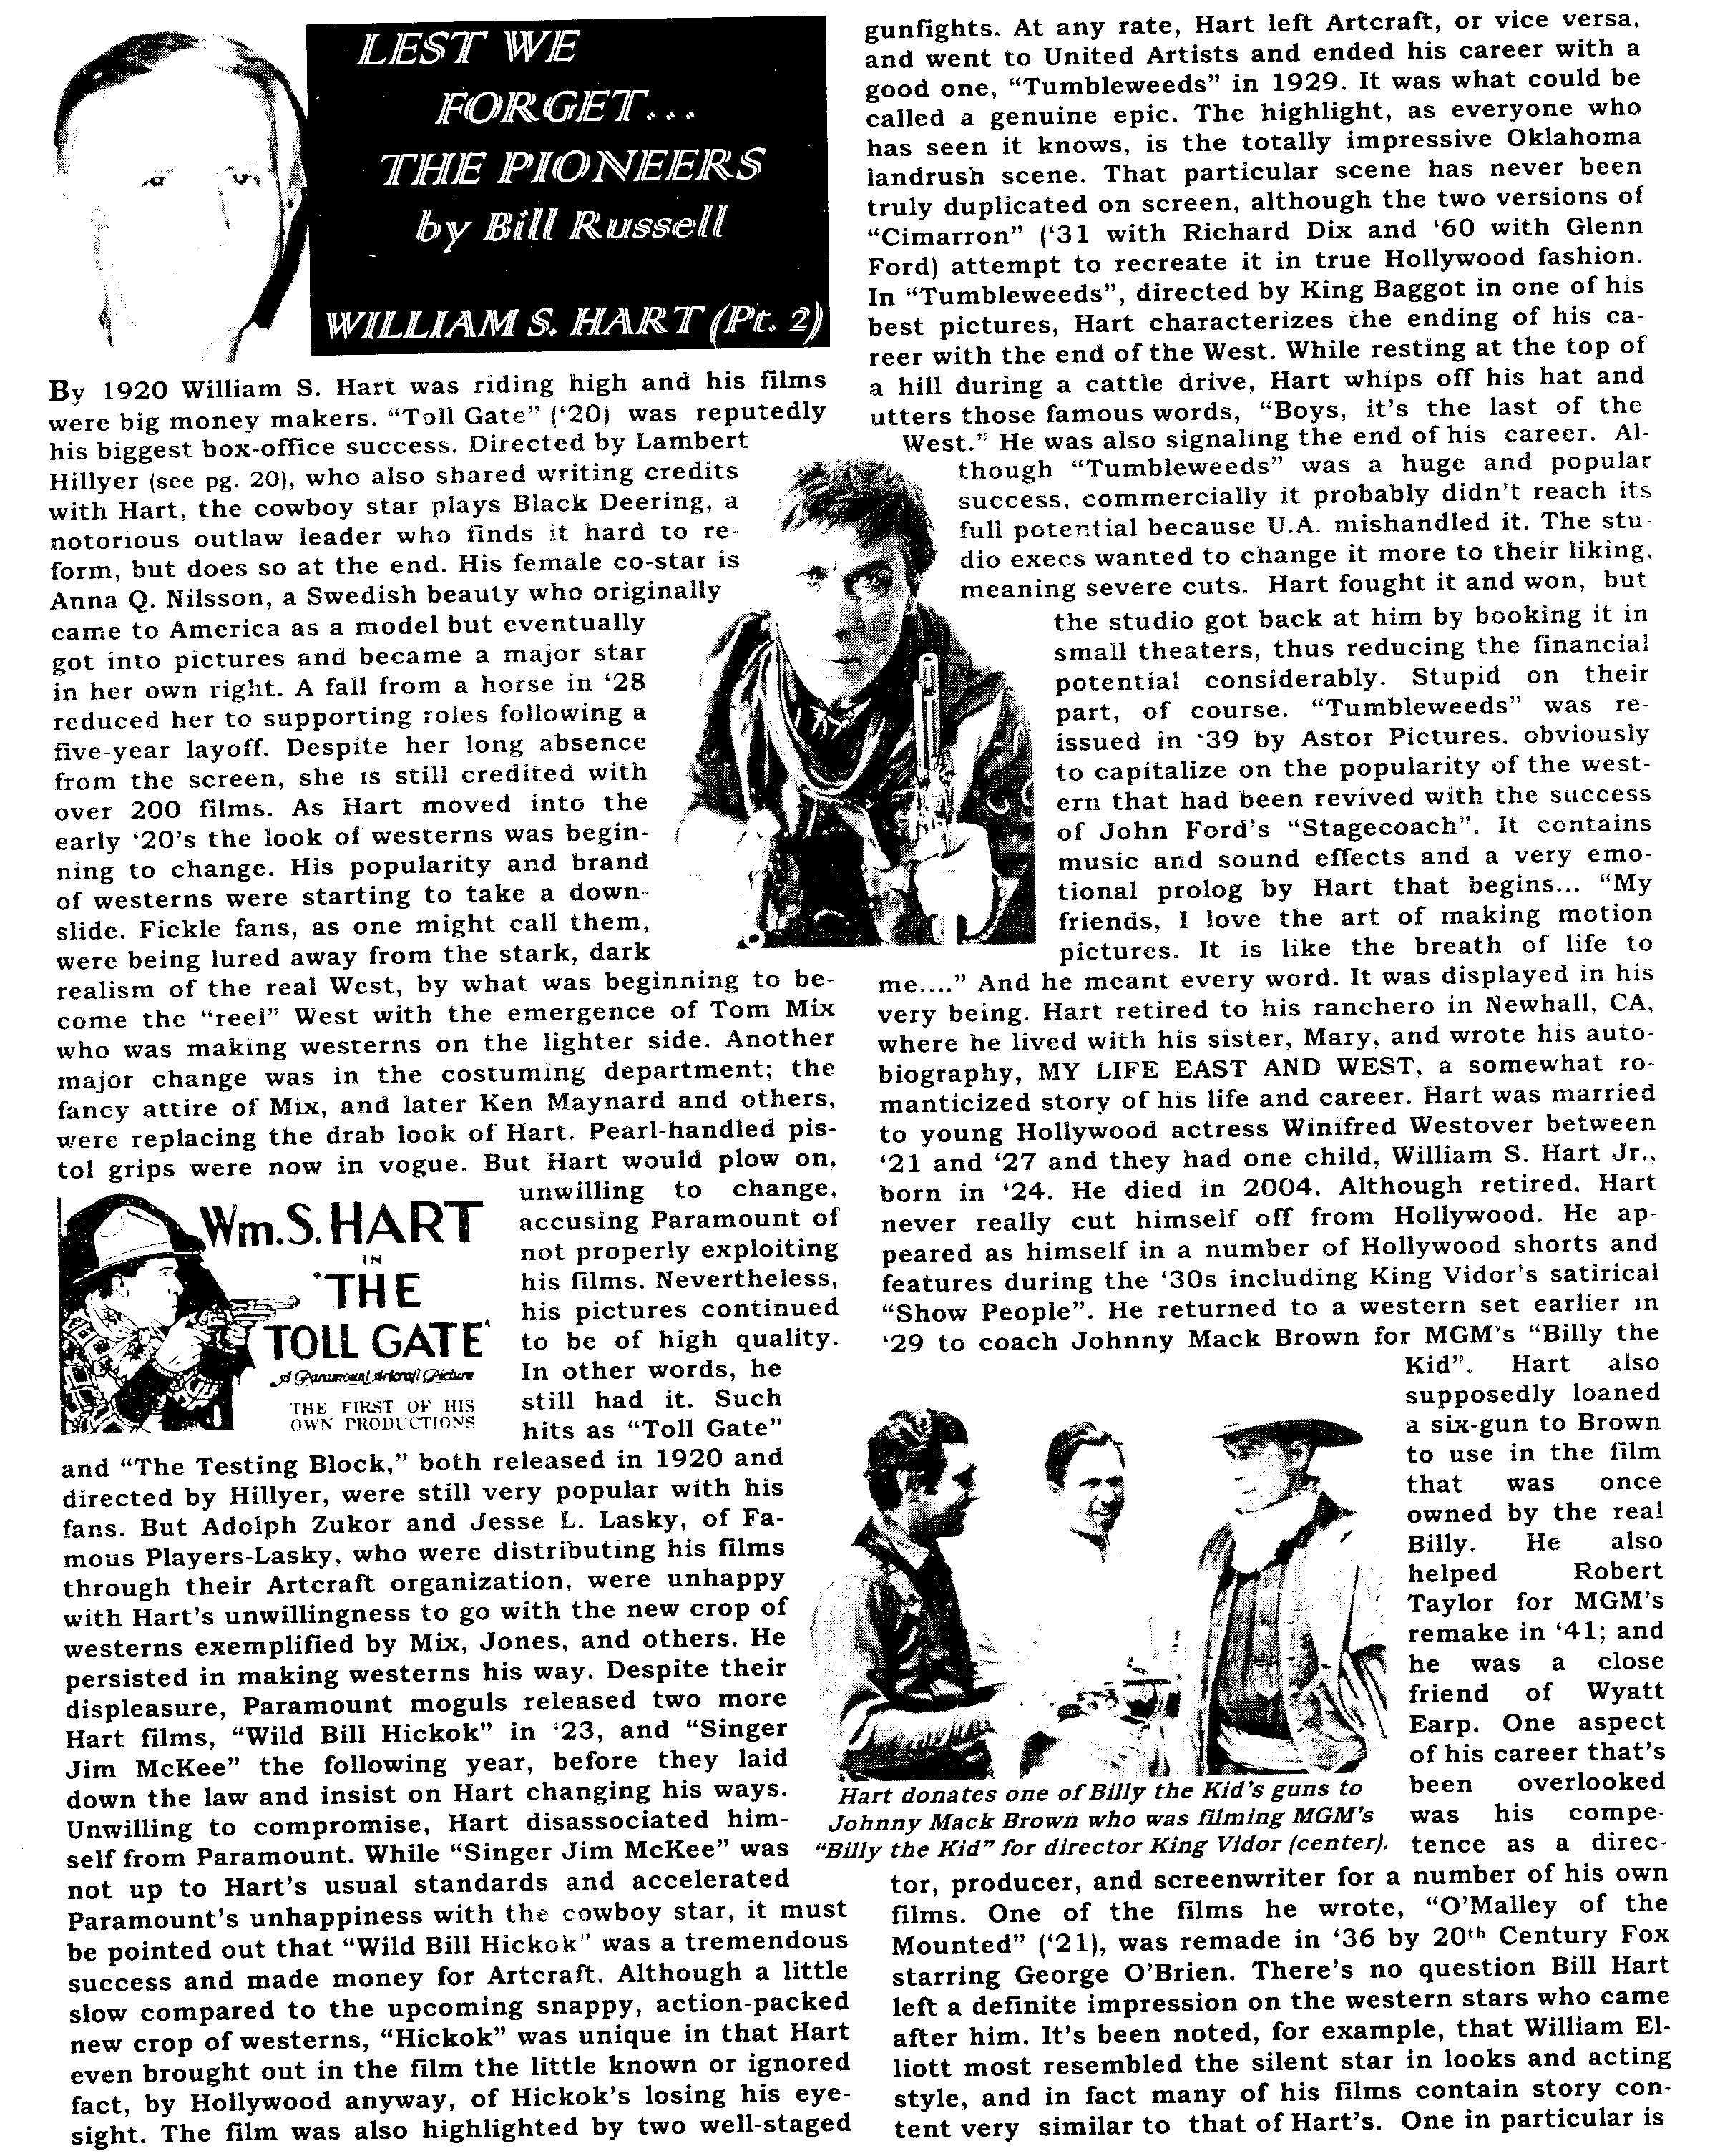 LEST WE
FORGET...
THE PIONEERS
by Bill Russell
WILLIAM S. HART (Pt. 2)
By 1920 William S. Hart was riding high and his films
were big money makers. “Toll Gate” (‘20) was reputedly
his biggest box-office success. Directed by Lambert
Hillyer (see pg. 20), who also shared writing credits
with Hart, the cowboy star plays Black Deering, a
notorious outlaw leader who finds it hard to re-
form, but does so at the end. His female co-star is
Anna Q. Nilsson, a Swedish beauty who originally
came to America as a model but eventually
got into pictures and became a major star
in her own right. A fall from a horse in ‘28
reduced her to supporting roles following a
five-year layoff. Despite her long absence
from the screen, she is still credited with
over 200 films. As Hart moved into the
early ‘20’s the look of westerns was begin-
ning to change. His popularity and brand
of westerns were starting to take a down-
slide. Fickle fans, as one might call them,
were being lured away from the stark, dark
realism of the real West, by what was beginning to be-
come the “reel” West with the emergence of Tom Mix
who was making westerns on the lighter side. Another
major change was in the costuming department; the
fancy attire of Mix, and later Ken Maynard and others,
were replacing the drab look of Hart. Pearl-handled pis-
tol grips were now in vogue. But Hart would plow on,
unwilling to change,
accusing Paramount of
not properly exploiting
his films. Nevertheless,
his pictures continued
to be of high quality.
In other words, he
still had it. Such
hits as “Toll Gate”
Wm. S. HART
IN
‘THE
TOLL GATE’
A Paramount Artcraft Picture
THE FIRST OF HIS
OWN PRODUCTIONS
and “The Testing Block,” both released in 1920 and
directed by Hillyer, were still very popular with his
fans. But Adolph Zukor and Jesse L. Lasky, of Fa-
mous Players-Lasky, who were distributing his films
through their Artcraft organization, were unhappy
with Hart’s unwillingness to go with the new crop of
westerns exemplified by Mix, Jones, and others. He
persisted in making westerns his way. Despite their
displeasure, Paramount moguls released two more
Hart films, “Wild Bill Hickok” in ‘23, and “Singer
Jim McKee” the following year, before they laid
down the law and insist on Hart changing his ways.
Unwilling to compromise, Hart disassociated him-
self from Paramount. While “Singer Jim McKee” was
not up to Hart’s usual standards and accelerated
Paramount’s unhappiness with the cowboy star, it must
be pointed out that “Wild Bill Hickok” was a tremendous
success and made money for Artcraft. Although a little
slow compared to the upcoming snappy, action-packed
new crop of westerns, “Hickok” was unique in that Hart
even brought out in the film the little known or ignored
fact, by Hollywood anyway, of Hickok’s losing his eye-
sight. The film was also highlighted by two well-staged
gunfights. At any rate, Hart left Artcraft, or vice versa,
and went to United Artists and ended his career with a
good one, “Tumbleweeds” in 1929. It was what could be
called a genuine epic. The highlight, as everyone who
has seen it knows, is the totally impressive Oklahoma
landrush scene. That particular scene has never been
truly duplicated on screen, although the two versions of
“Cimarron” (‘31 with Richard Dix and ‘60 with Glenn
Ford) attempt to recreate it in true Hollywood fashion.
In “Tumbleweeds”, directed by King Baggot in one of his
best pictures, Hart characterizes the ending of his ca-
reer with the end of the West. While resting at the top of
a hill during a cattle drive, Hart whips off his hat and
utters those famous words, “Boys, it’s the last of the
West.” He was also signaling the end of his career. Al-
though “Tumbleweeds” was a huge and popular
success, commercially it probably didn’t reach its
full potential because U.A. mishandled it. The stu-
dio execs wanted to change it more to their liking,
meaning severe cuts. Hart fought it and won, but
the studio got back at him by booking it in
small theaters, thus reducing the financial
potential considerably. Stupid on their
part, of course. “Tumbleweeds” was re-
issued in ‘39 by Astor Pictures, obviously
to capitalize on the popularity of the west-
ern that had been revived with the success
of John Ford’s “Stagecoach”. It contains
music and sound effects and a very emo-
tional prolog by Hart that begins... “My
friends, I love the art of making motion
pictures. It is like the breath of life to
me....” And he meant every word. It was displayed in his
very being. Hart retired to his ranchero in Newhall, CA,
where he lived with his sister, Mary, and wrote his auto-
biography, MY LIFE EAST AND WEST, a somewhat ro-
manticized story of his life and career. Hart was married
to young Hollywood actress Winifred Westover between
‘21 and ‘27 and they had one child, William S. Hart Jr.,
born in ‘24. He died in 2004. Although retired, Hart
never really cut himself off from Hollywood. He ap-
peared as himself in a number of Hollywood shorts and
features during the ‘30s including King Vidor’s satirical
“Show People”. He returned to a western set earlier in
‘29 to coach Johnny Mack Brown for MGM’s “Billy the
Kid”. Hart also
supposedly loaned
a six-gun to Brown
to use in the film
that was once
owned by the real
Billy. He also
helped Robert
Taylor for MGM’s
remake in ‘41; and
he was a close
friend of Wyatt
Earp. One aspect
of his career that’s
been overlooked
was his compe-
tence as a direc-
Hart donates one of Billy the Kid’s guns to
Johnny Mack Brown who was filming MGM’s
“Billy the Kid” for director King Vidor (center).
tor, producer, and screenwriter for a number of his own
films. One of the films he wrote, “O’Malley of the
Mounted” (‘21), was remade in ‘36 by 20th Century Fox
starring George O’Brien. There’s no question Bill Hart
left a definite impression on the western stars who came
after him. It’s been noted, for example, that William El-
liott most resembled the silent star in looks and acting
style, and in fact many of his films contain story con-
tent very similar to that of Hart’s. One in particular is